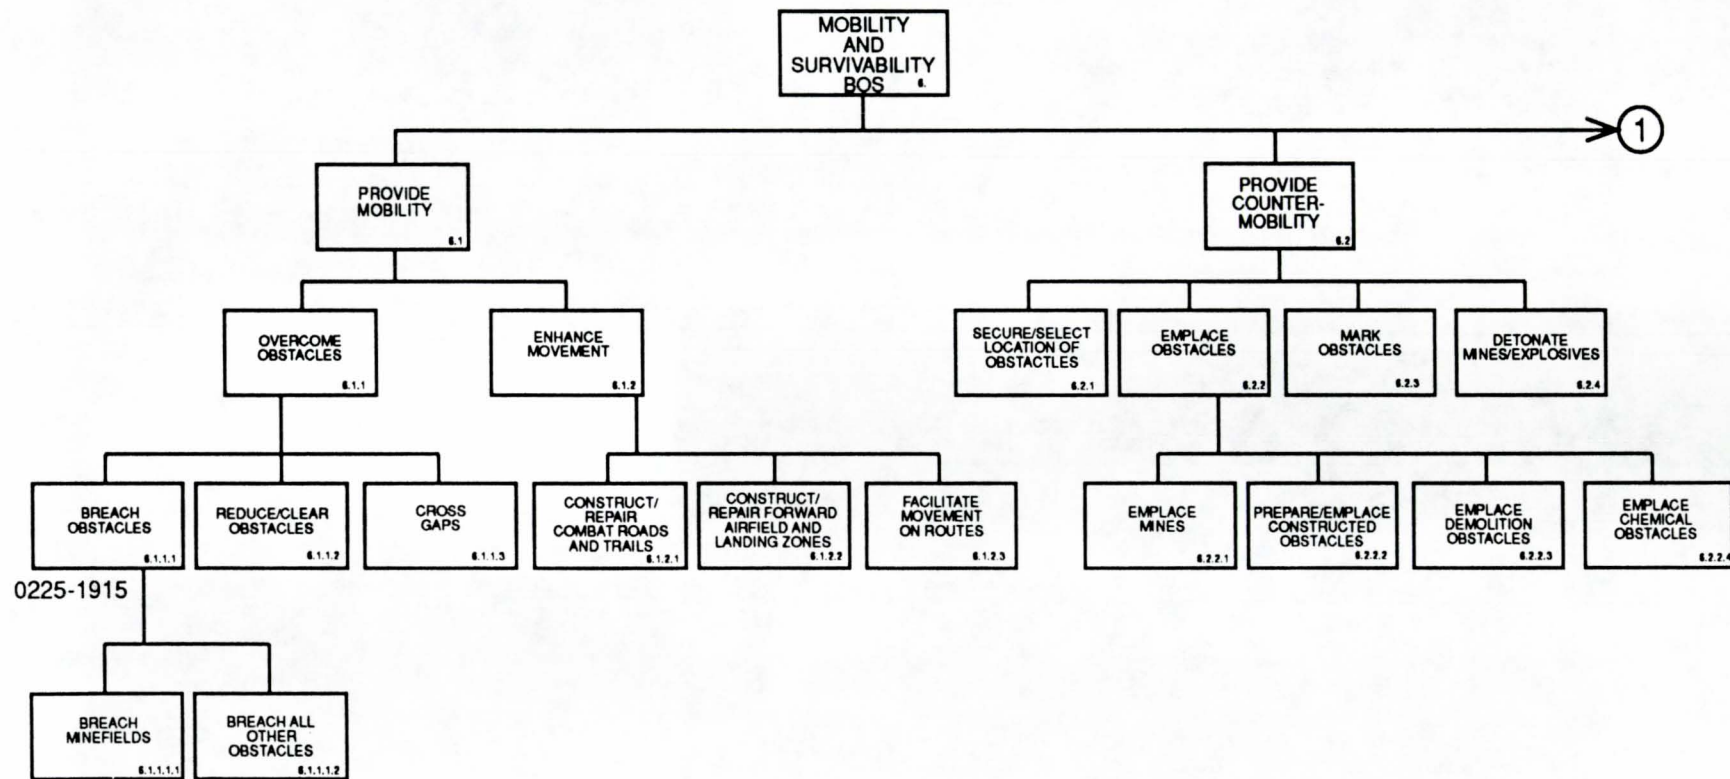 MOBILITY
AND
SURVIVABILITY
BOS 6.
1
PROVIDE
MOBILITY
6.1
PROVIDE
COUNTER-
MOBILITY
6.2
OVERCOME
OBSTACLES
6.1.1
ENHANCE
MOVEMENT
6.1.2
SECURE/SELECT
LOCATION OF
OBSTACTLES
6.2.1
EMPLACE
OBSTACLES
6.2.2
MARK
OBSTACLES
6.2.3
DETONATE
MINES/EXPLOSIVES
6.2.4
BREACH
OBSTACLES
6.1.1.1
REDUCE/CLEAR
OBSTACLES
6.1.1.2
CROSS
GAPS
6.1.1.3
CONSTRUCT/
REPAIR
COMBAT ROADS
AND TRAILS
6.1.2.1
CONSTRUCT/
REPAIR FORWARD
AIRFIELD AND
LANDING ZONES
6.1.2.2
FACILITATE
MOVEMENT
ON ROUTES
6.1.2.3
EMPLACE
MINES
6.2.2.1
PREPARE/EMPLACE
CONSTRUCTED
OBSTACLES
6.2.2.2
EMPLACE
DEMOLITION
OBSTACLES
6.2.2.3
EMPLACE
CHEMICAL
OBSTACLES
6.2.2.4
0225-1915
BREACH
MINEFIELDS
6.1.1.1.1
BREACH ALL
OTHER
OBSTACLES
6.1.1.1.2